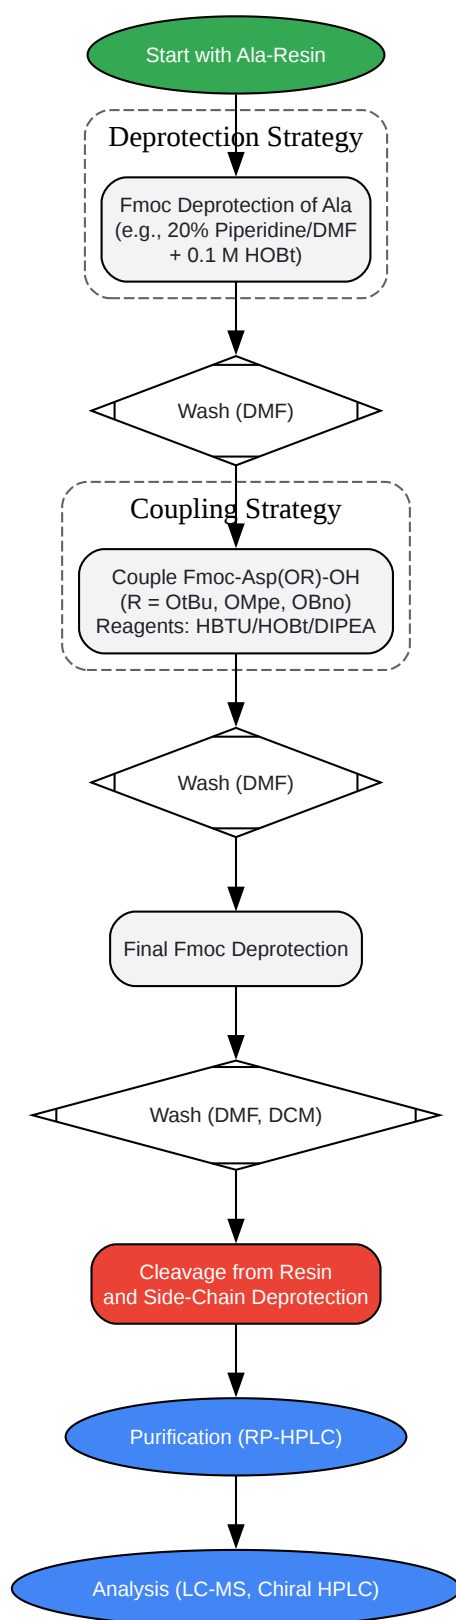 Start with Ala-Resin
Deprotection Strategy
Fmoc Deprotection of Ala
(e.g., 20% Piperidine/DMF
+ 0.1 M HOBt)
Wash (DMF)
Coupling Strategy
Couple Fmoc-Asp(OR)-OH
(R = OtBu, OMpe, OBno)
Reagents: HBTU/HOBt/DIPEA
Wash (DMF)
Final Fmoc Deprotection
Wash (DMF, DCM)
Cleavage from Resin
and Side-Chain Deprotection
Purification (RP-HPLC)
Analysis (LC-MS, Chiral HPLC)